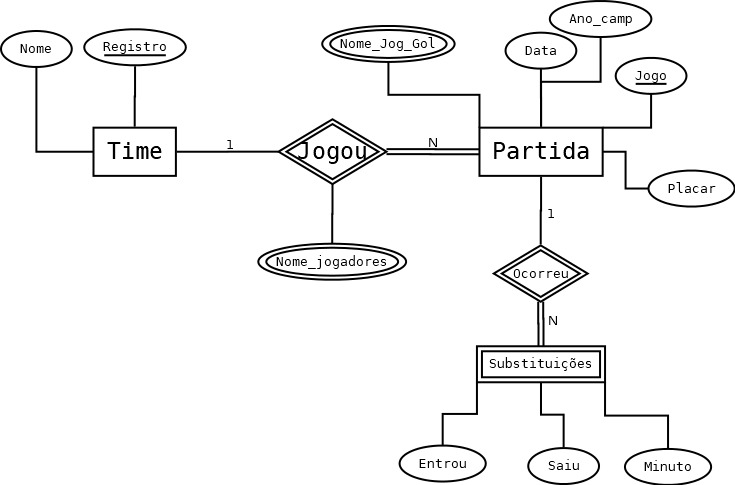 Ano_camp
Nome
Registro
Nome_Jog_Gol
Data
Jogo
Time
1
Jogou
N
Partida
Placar
1
Nome_jogadores
Ocorreu
N
Substituições
Entrou
Saiu
Minuto